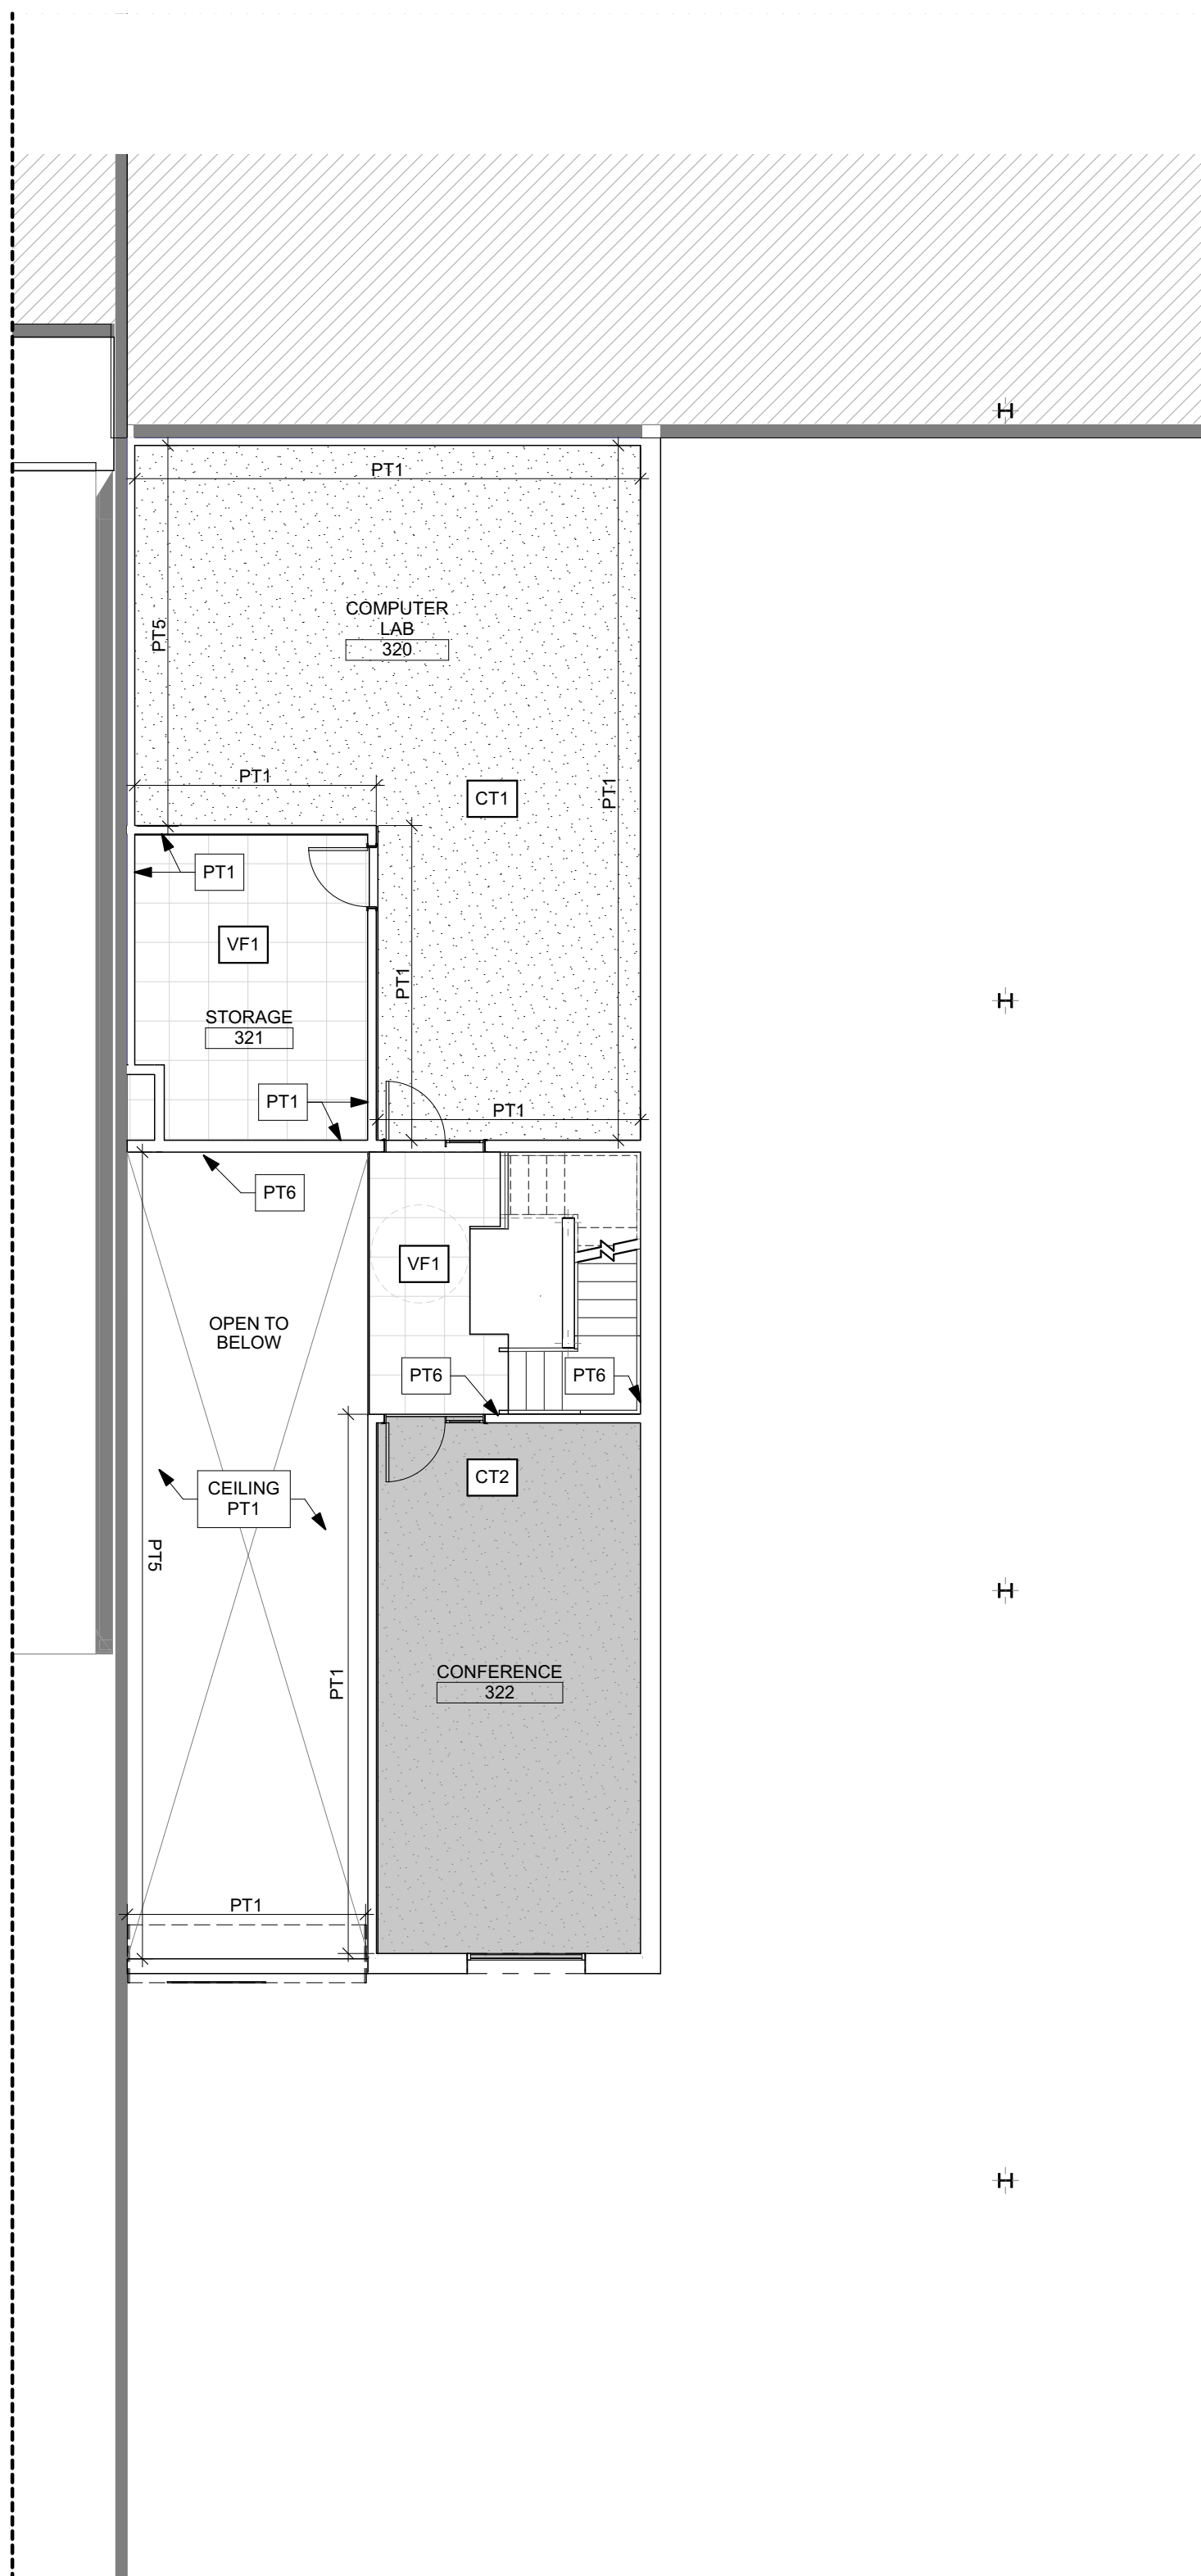 PT1
COMPUTER
LAB
320
PT5
PT1
CT1
PT1
PT1
VF1
PT1
STORAGE
321
PT1
PT1
PT6
VF1
OPEN TO
BELOW
PT6
PT6
CT2
CEILING
PT1
PT5
CONFERENCE
322
PT1
PT1